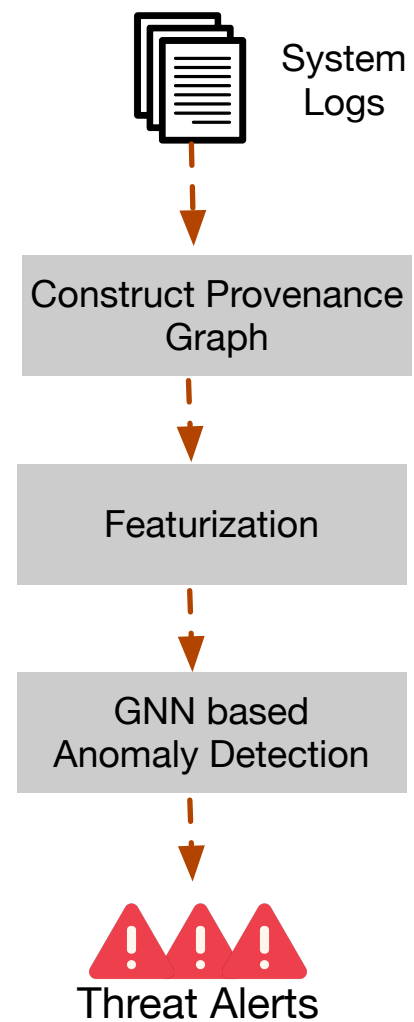 System
Logs
Construct Provenance
Graph
Featurization
GNN based
Anomaly Detection
Threat Alerts